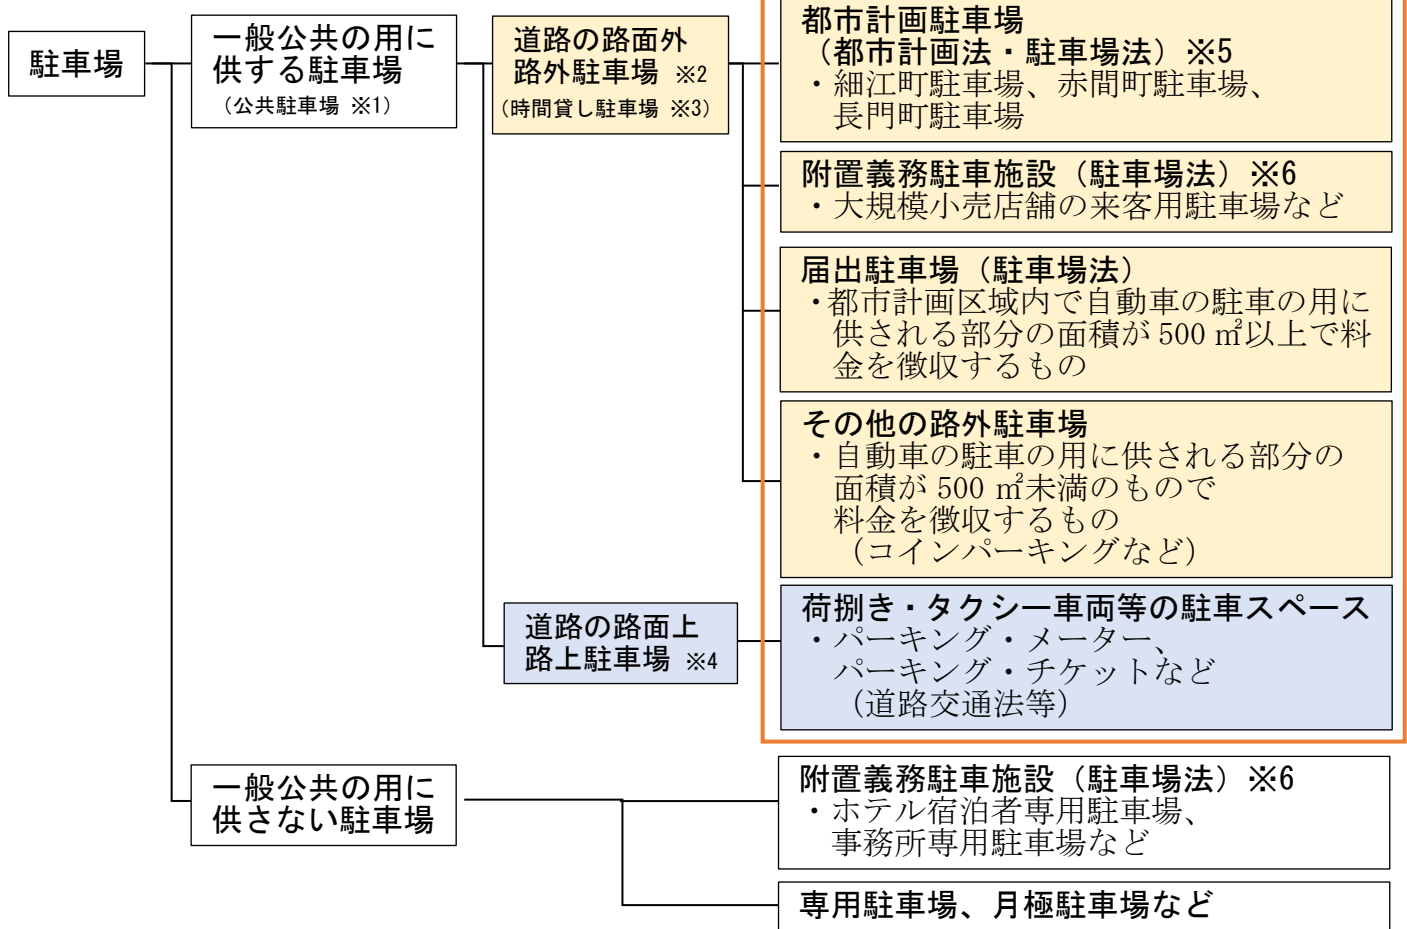 駐車場
一般公共の用に
供する駐車場
(公共駐車場 ※1)
道路の路面外
路外駐車場 ※2
(時間貸し駐車場 ※3)
都市計画駐車場
(都市計画法・駐車場法)※5
・細江町駐車場、赤間町駐車場、
長門町駐車場
附置義務駐車施設(駐車場法)※6
・大規模小売店舗の来客用駐車場など
届出駐車場(駐車場法)
・都市計画区域内で自動車の駐車の用に
供される部分の面積が 500 ㎡以上で料
金を徴収するもの
その他の路外駐車場
・自動車の駐車の用に供される部分の
面積が 500 ㎡未満のもので
料金を徴収するもの
(コインパーキングなど)
道路の路面上
路上駐車場 ※4
荷捌き・タクシー車両等の駐車スペース
・パーキング・メーター、
パーキング・チケットなど
(道路交通法等)
一般公共の用に
供さない駐車場
附置義務駐車施設(駐車場法)※6
・ホテル宿泊者専用駐車場、
事務所専用駐車場など
専用駐車場、月極駐車場など